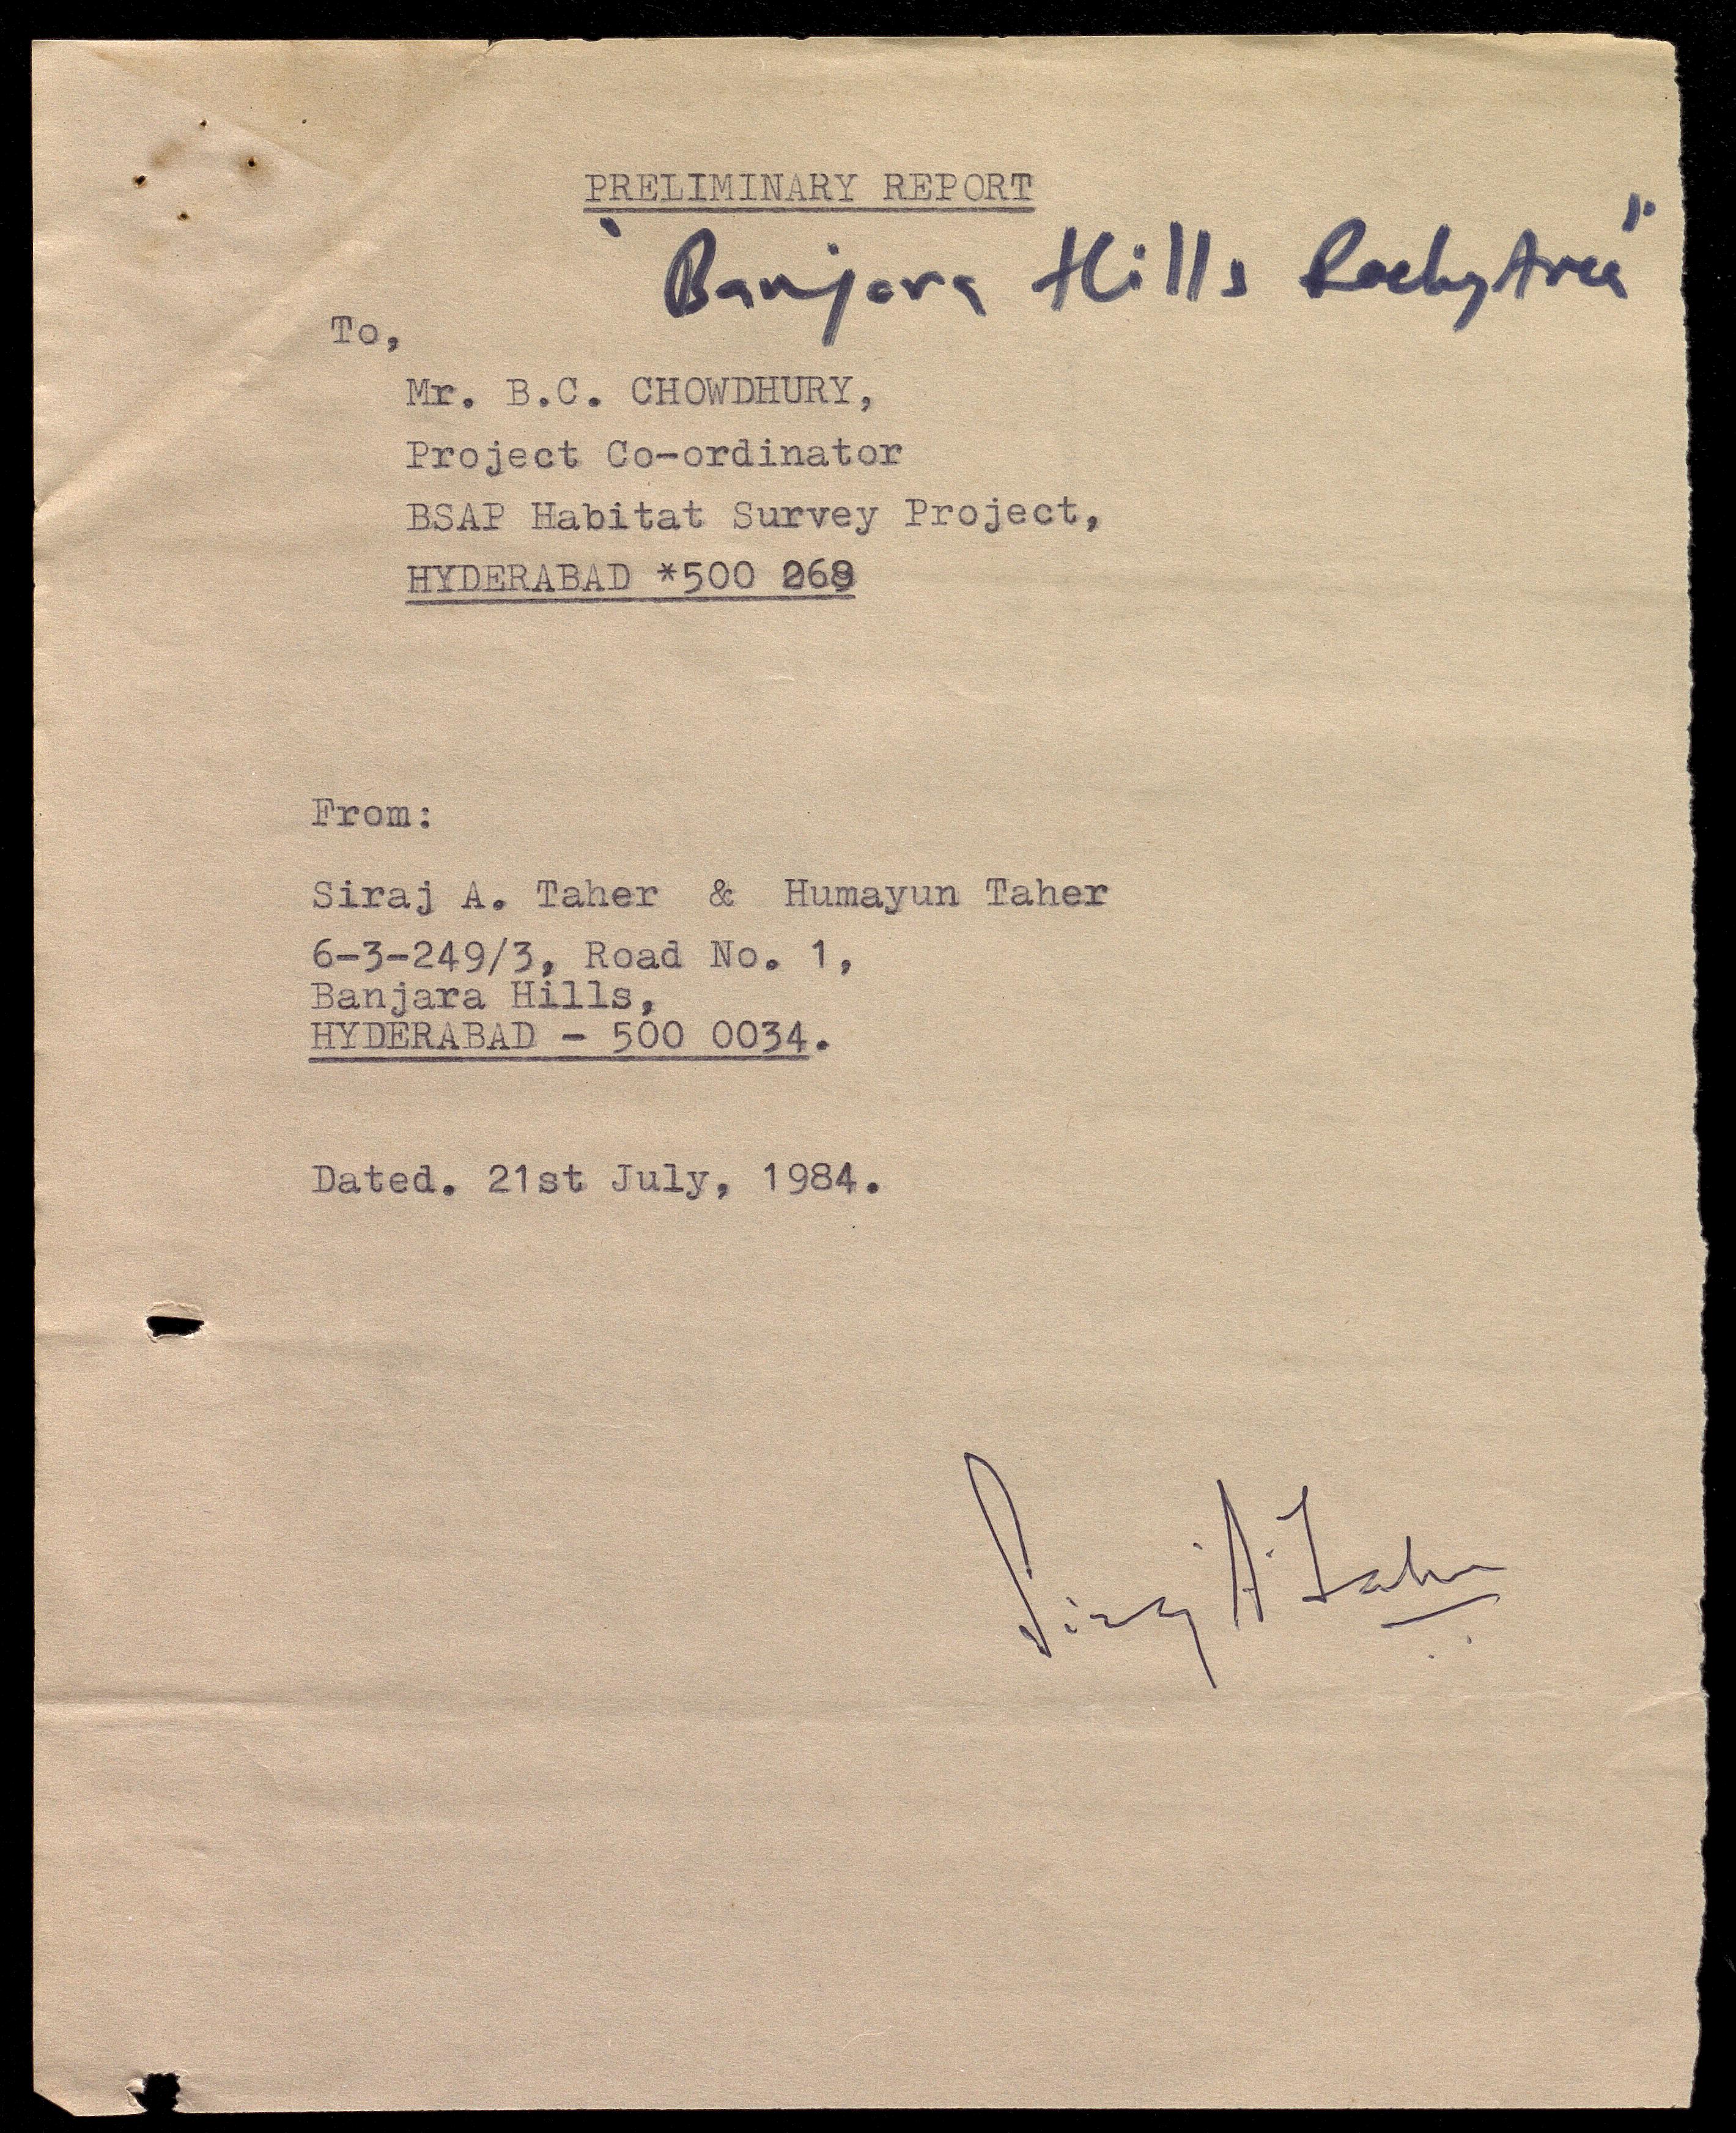 PRELIMINARY REPORT
"Banjara Hills Rocky Area"
To,
Mr. B.C. CHOWDHURY,
Project Co-ordinator
BSAP Habitat Survey Project,
HYDERABAD *500
From:
Siraj A. Taher & Humayun Taher
6-3-249/3, Road No. 1,
Banjara Hills,
HYDERABAD - 500 0034.
Dated. 21st July, 1984.
Siraj A. Taher